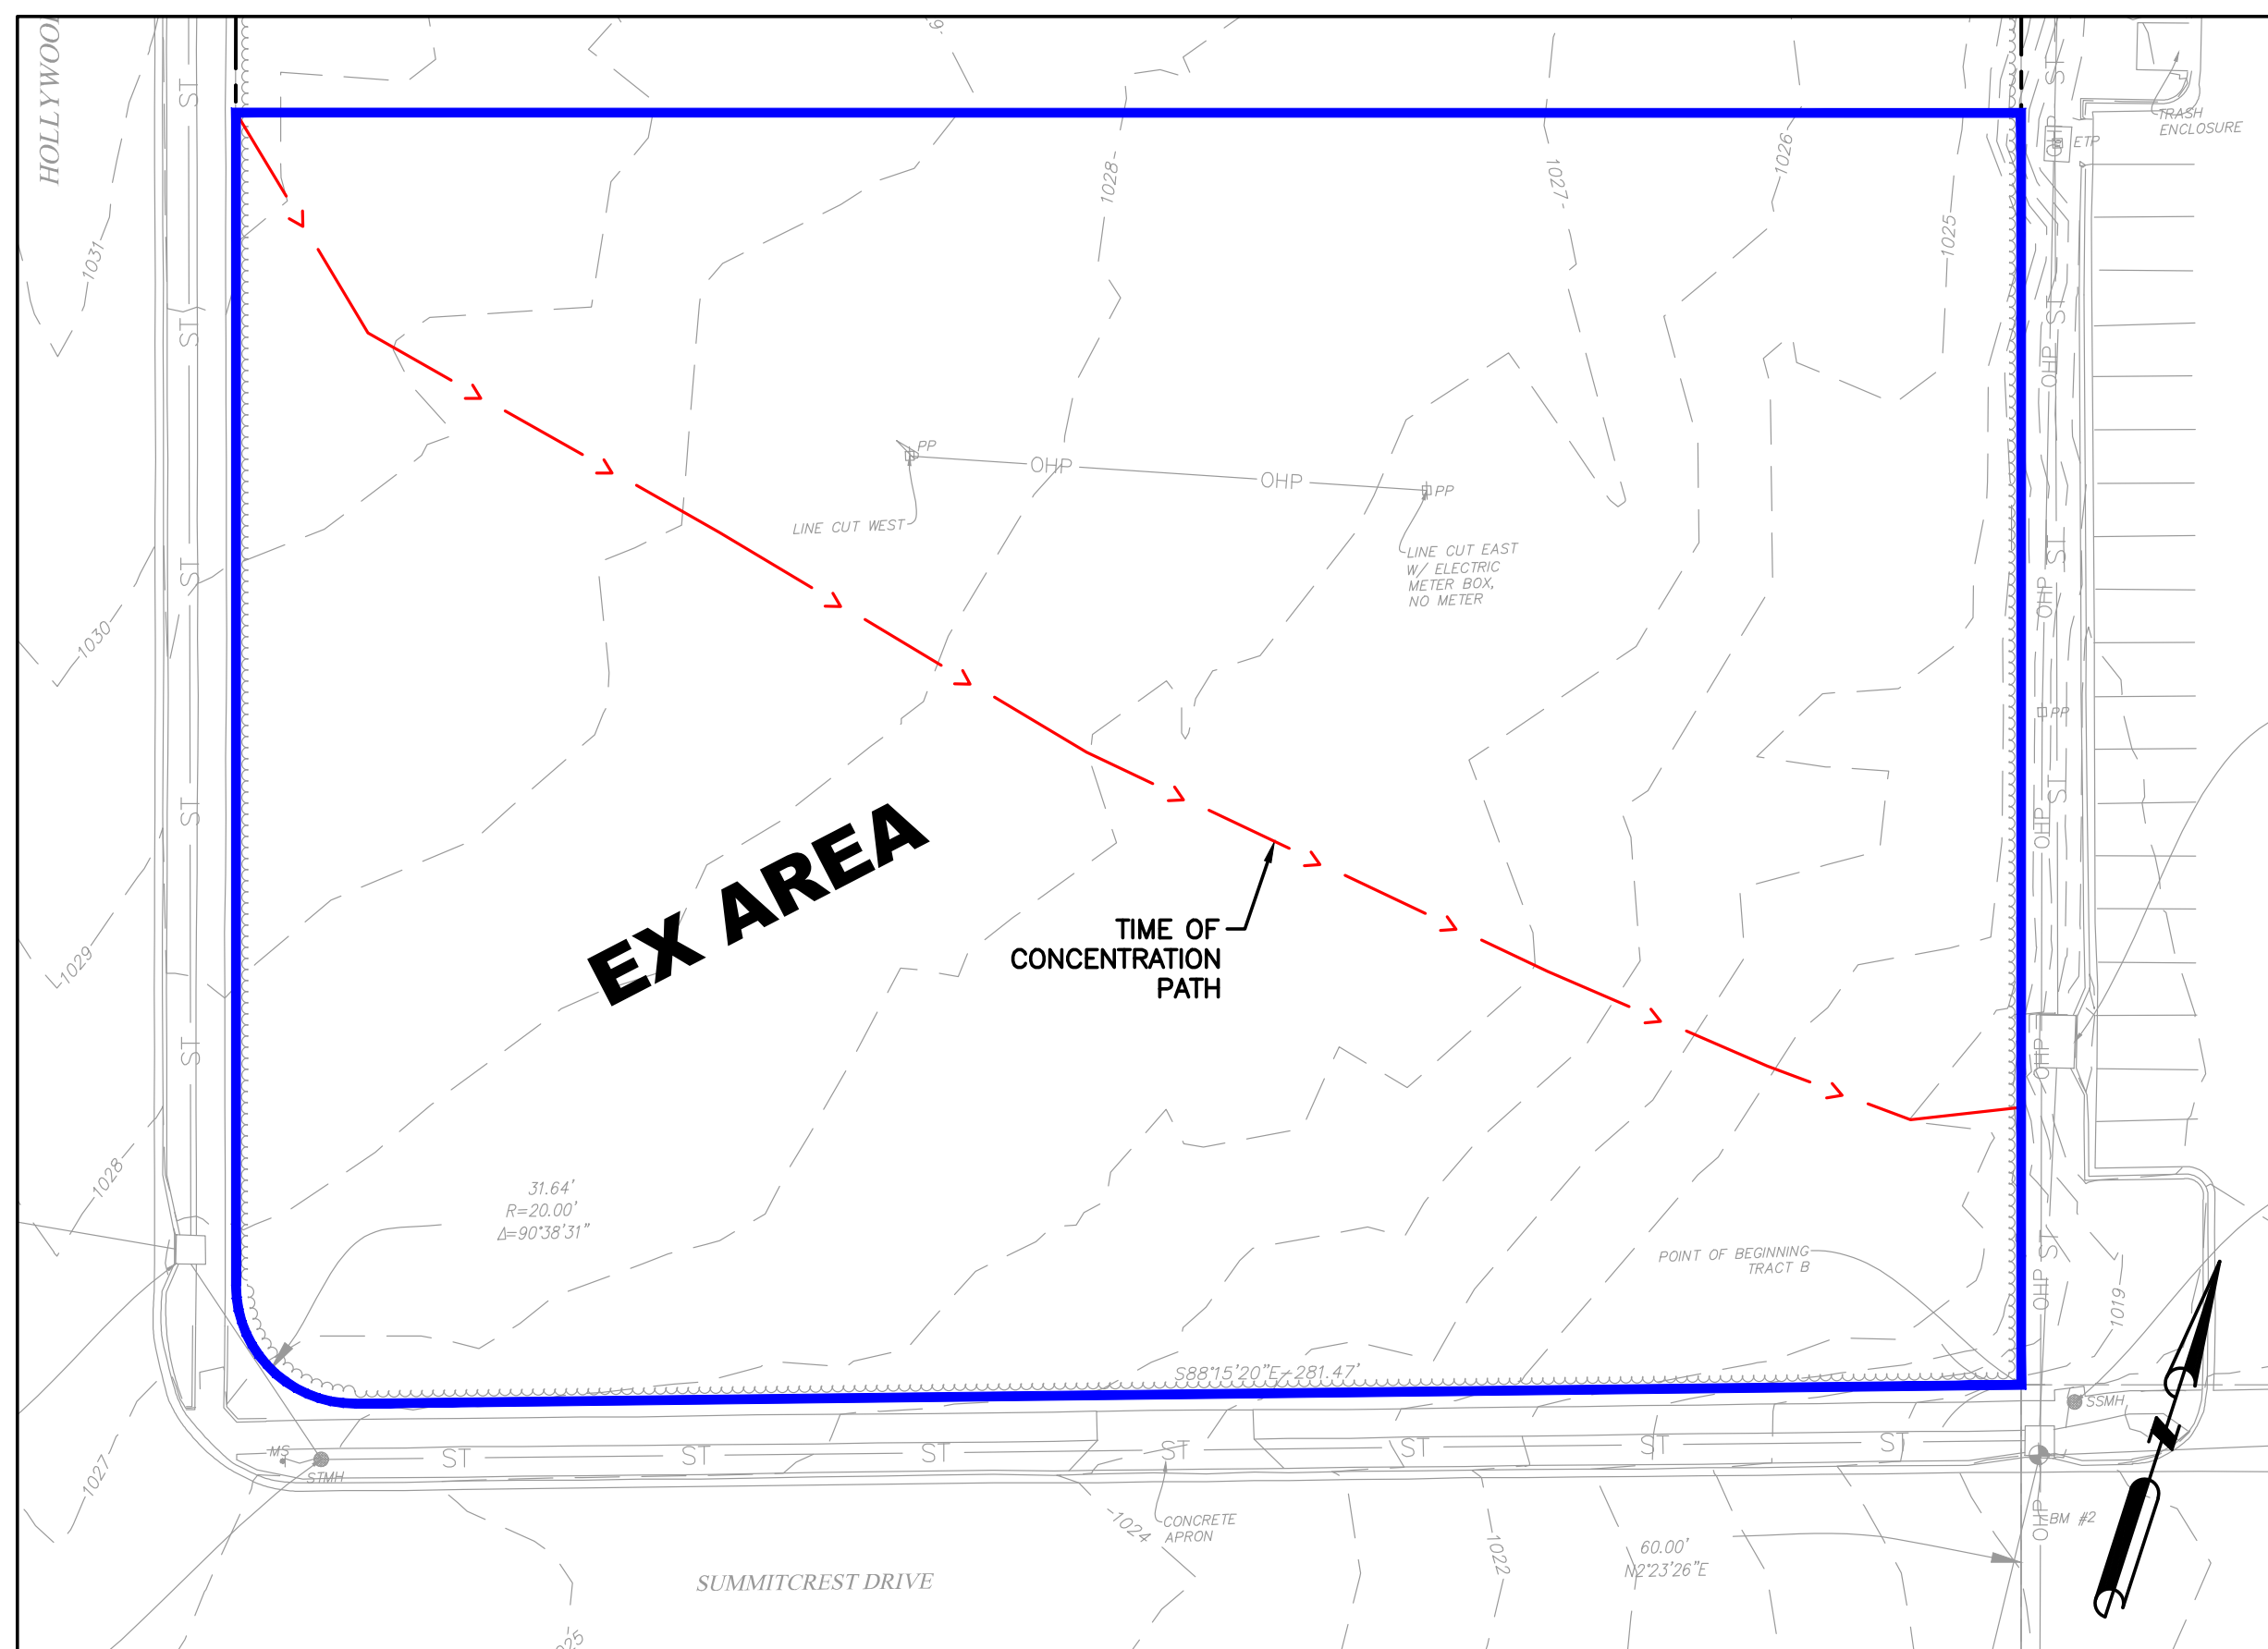 HOLLYWOO
ST
ST
ST
ST
ST
1031
1030
1029
1028
1027
-1028-
1027-
1026
1025
TRASH
ENCLOSURE
ETP
ST
OHP
ST
OHP
ST
OHP
ST
OHP
OHP
ST
OHP
OHP
PP
OHP
OHP
PP
LINE CUT WEST
LINE CUT EAST
W/ ELECTRIC
METER BOX,
NO METER
PP
EX AREA
TIME OF
CONCENTRATION
PATH
31.64'
R=20.00'
Δ=90°38'31"
POINT OF BEGINNING
TRACT B
1019
S88°15'20"E-281.47'
SSMH
Z
MS
STMH
ST
ST
ST
ST
ST
ST
ST
-1024
CONCRETE
APRON
1022
60.00'
N2°23'26"E
BM #2
SUMMITCREST DRIVE